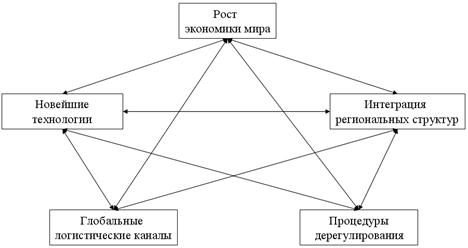 Рост
экономики мира
Новейшие
технологии
Интеграция
региональных структур
Глобальные
логистические каналы
Процедуры
дерегулирования